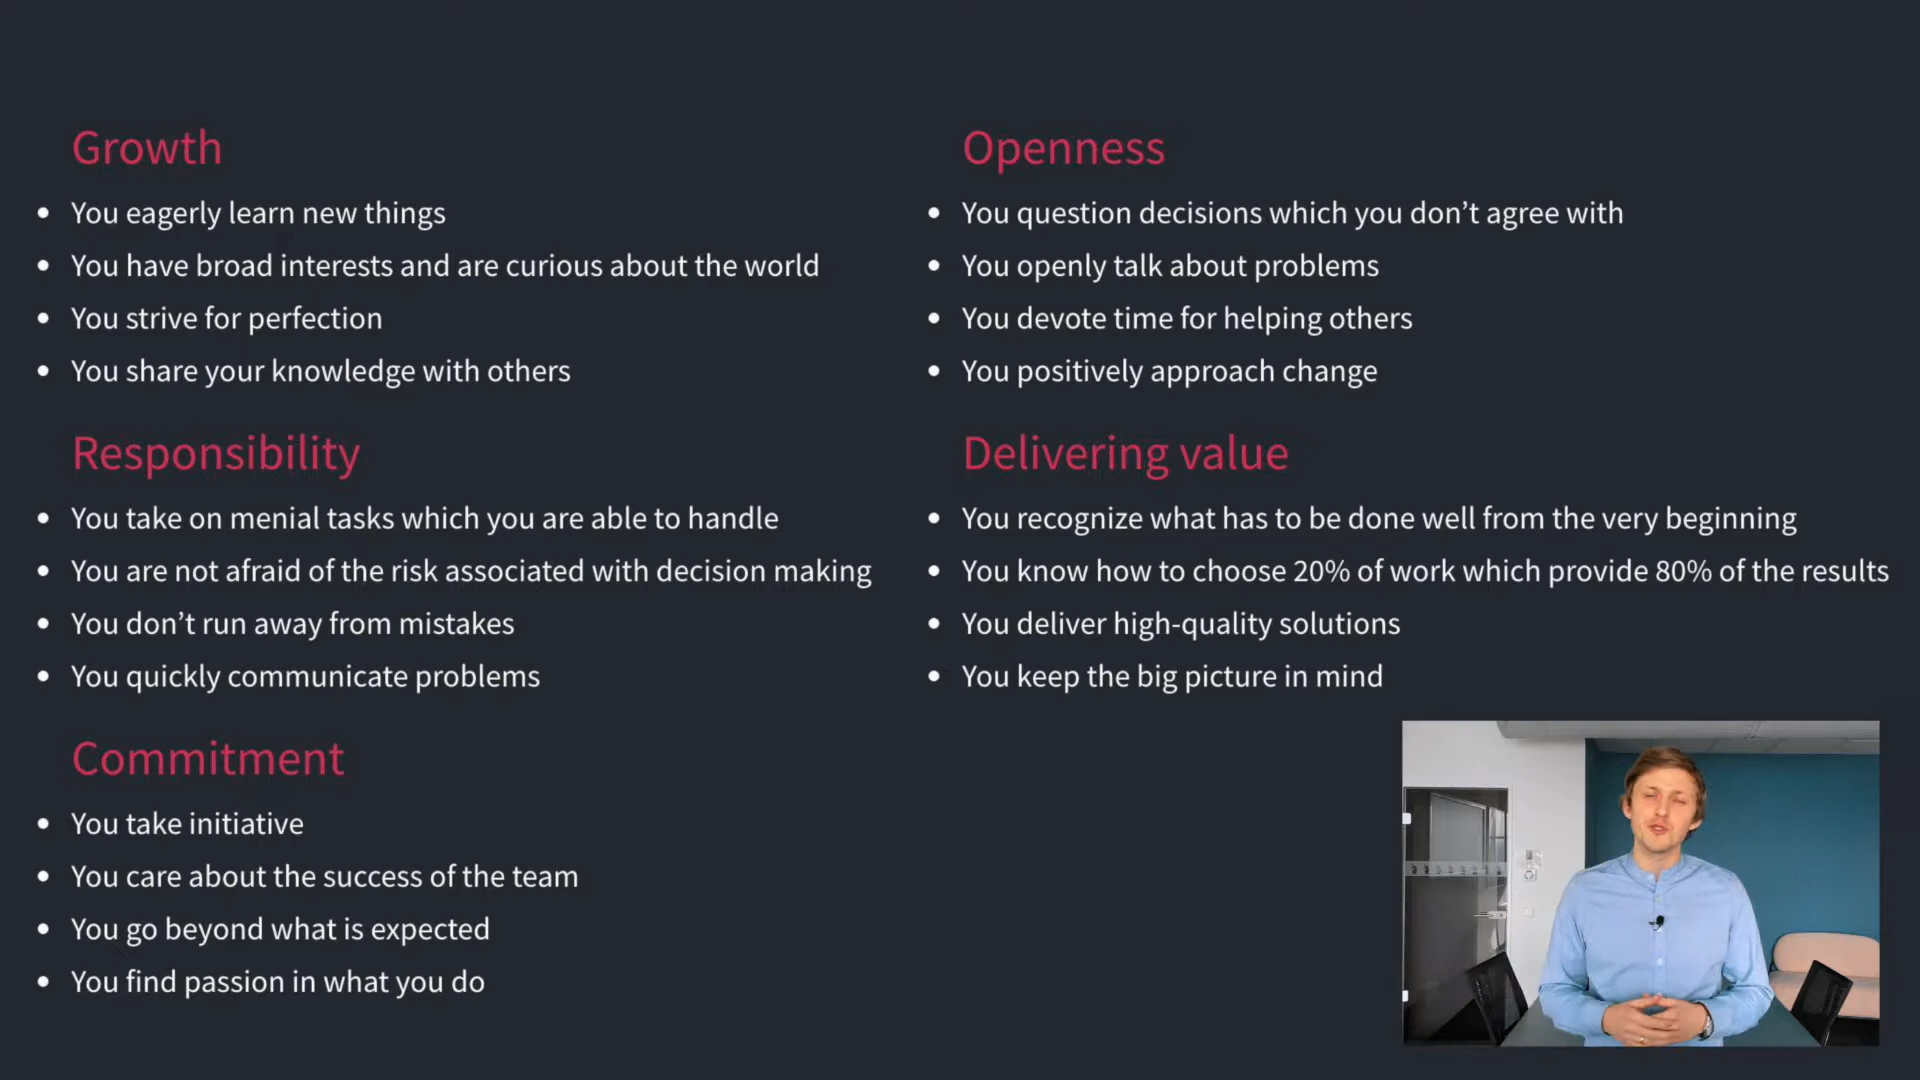 Growth
• You eagerly learn new things
• You have broad interests and are curious about the world
• You strive for perfection
• You share your knowledge with others
Responsibility
• You take on menial tasks which you are able to handle
• You are not afraid of the risk associated with decision making
• You don’t run away from mistakes
• You quickly communicate problems
Commitment
• You take initiative
• You care about the success of the team
• You go beyond what is expected
• You find passion in what you do
Openness
• You question decisions which you don’t agree with
• You openly talk about problems
• You devote time for helping others
• You positively approach change
Delivering value
• You recognize what has to be done well from the very beginning
• You know how to choose 20% of work which provide 80% of the results
• You deliver high-quality solutions
• You keep the big picture in mind